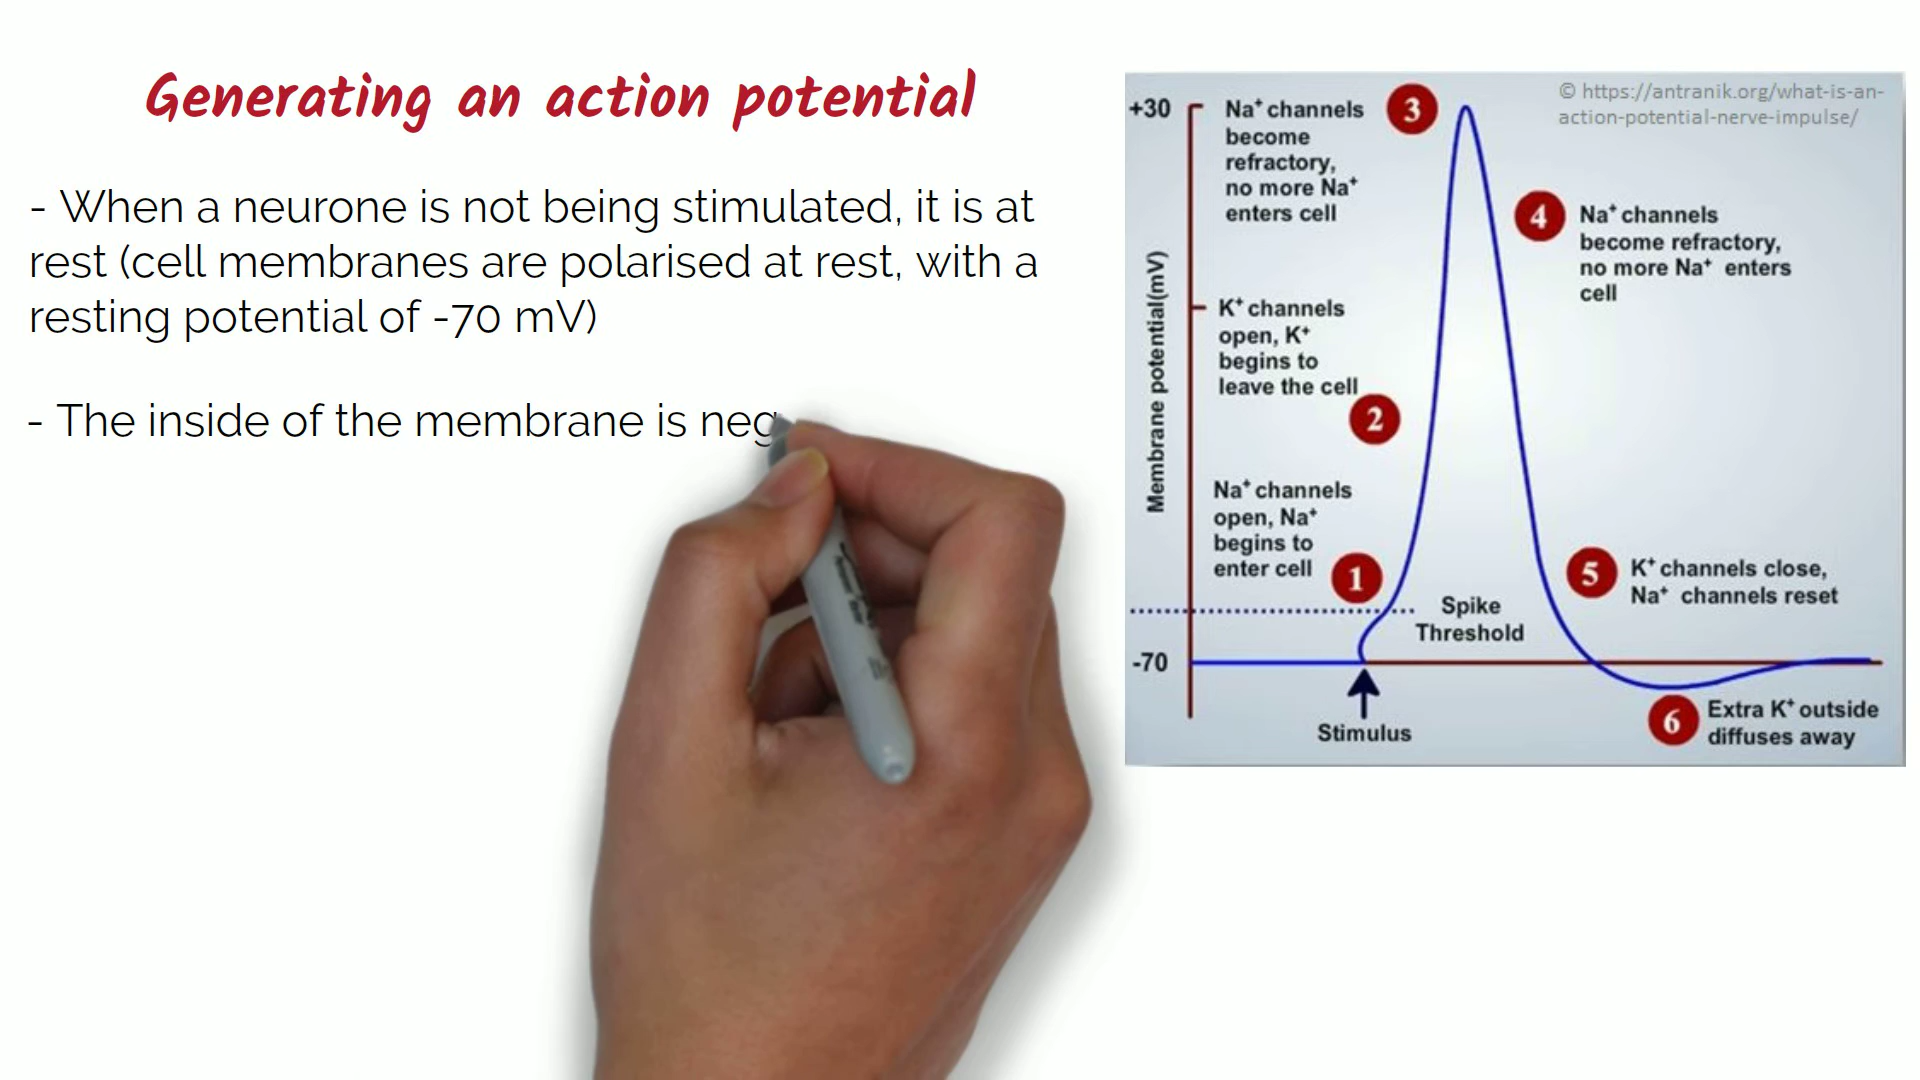 Generating an action potential
- When a neurone is not being stimulated, it is at
rest (cell membranes are polarised at rest, with a
resting potential of -70 mV)
- The inside of the membrane is neg
© https://antranik.org/what-is-an-
action-potential-nerve-impulse/
+30
Membrane potential(mV)
-70
Na⁺ channels
become
refractory,
no more Na⁺
enters cell
3
4
Na⁺ channels
become refractory,
no more Na⁺ enters
cell
K⁺ channels
open, K⁺
begins to
leave the cell
2
Na⁺ channels
open, Na⁺
begins to
enter cell
1
Spike
Threshold
5
K⁺ channels close,
Na⁺ channels reset
Stimulus
6
Extra K⁺ outside
diffuses away